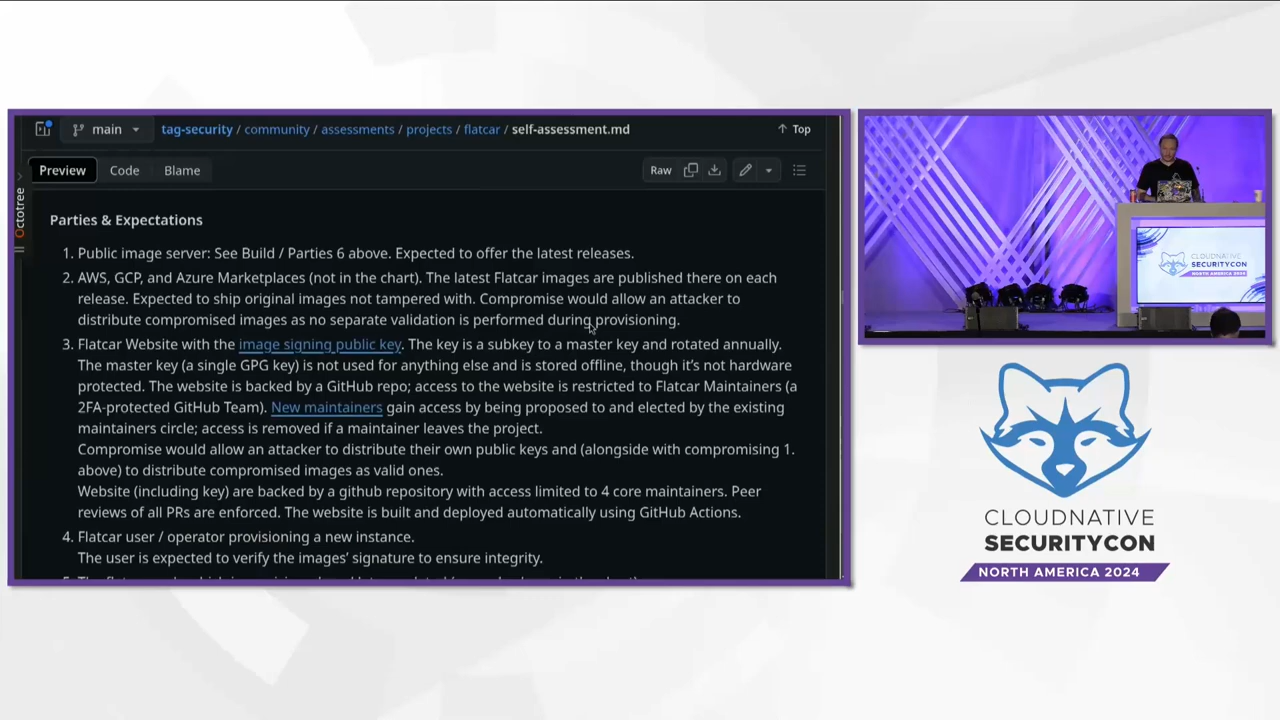 main
tag-security / community / assessments / projects / flatcar / self-assessment.md
Top
Preview
Code
Blame
Raw
Octotree
Parties & Expectations
1. Public image server: See Build / Parties 6 above. Expected to offer the latest releases.
2. AWS, GCP, and Azure Marketplaces (not in the chart). The latest Flatcar images are published there on each
release. Expected to ship original images not tampered with. Compromise would allow an attacker to
distribute compromised images as no separate validation is performed during provisioning.
3. Flatcar Website with the image signing public key. The key is a subkey to a master key and rotated annually.
The master key (a single GPG key) is not used for anything else and is stored offline, though it's not hardware
protected. The website is backed by a GitHub repo; access to the website is restricted to Flatcar Maintainers (a
2FA-protected GitHub Team). New maintainers gain access by being proposed to and elected by the existing
maintainers circle; access is removed if a maintainer leaves the project.
Compromise would allow an attacker to distribute their own public keys and (alongside with compromising 1.
above) to distribute compromised images as valid ones.
Website (including key) are backed by a github repository with access limited to 4 core maintainers. Peer
reviews of all PRs are enforced. The website is built and deployed automatically using GitHub Actions.
4. Flatcar user / operator provisioning a new instance.
The user is expected to verify the images' signature to ensure integrity.
CLOUDNATIVE
SECURITYCON
NORTH AMERICA 2024
CLOUDNATIVE
SECURITYCON
NORTH AMERICA 2024